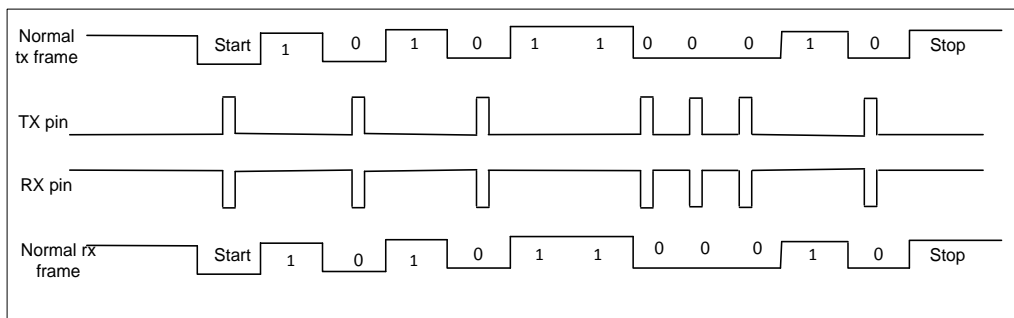 Normal
tx frame
Start 1 0 1 0 1 1 0 0 0 1 0 Stop
TX pin
RX pin
Normal rx
frame
Start 1 0 1 0 1 1 0 0 0 1 0 Stop